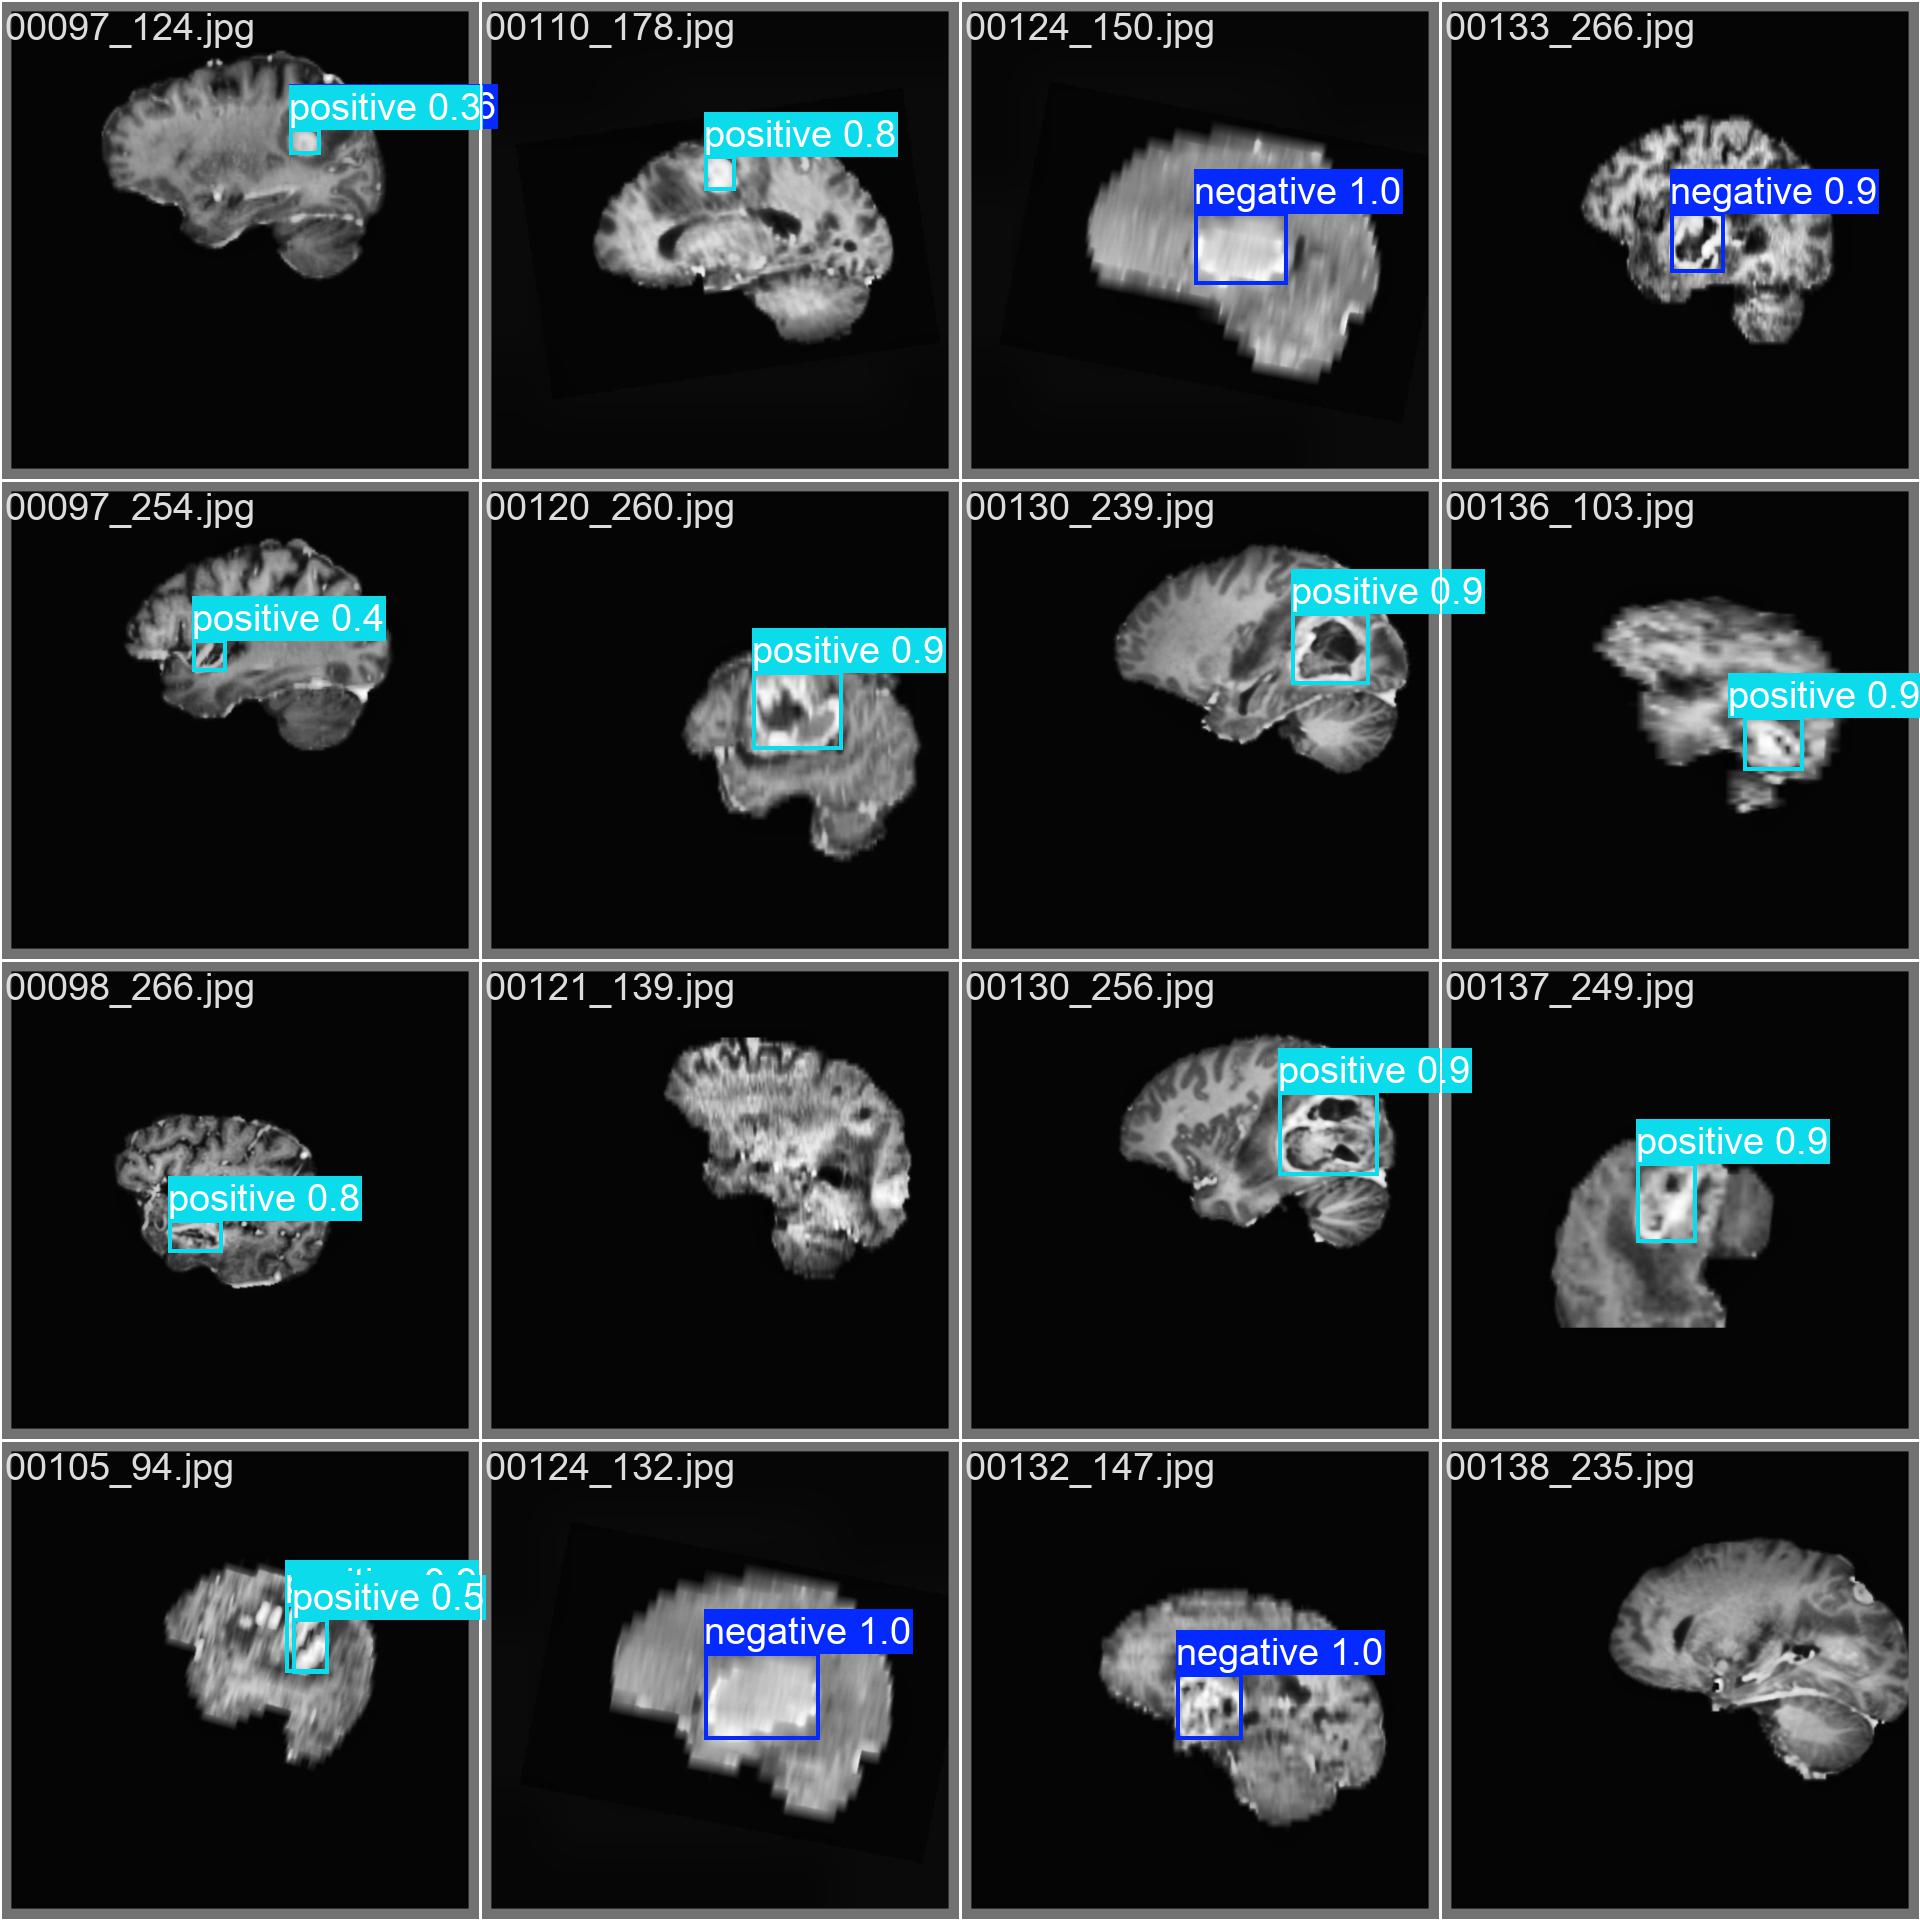 00097_124.jpg
positive 0.3
6
00110_178.jpg
positive 0.8
00124_150.jpg
negative 1.0
00133_266.jpg
negative 0.9
00097_254.jpg
positive 0.4
00120_260.jpg
positive 0.9
00130_239.jpg
positive 0.9
00136_103.jpg
positive 0.9
00098_266.jpg
positive 0.8
00121_139.jpg
00130_256.jpg
positive 0.9
00137_249.jpg
positive 0.9
00105_94.jpg
positive 0.5
00124_132.jpg
negative 1.0
00132_147.jpg
negative 1.0
00138_235.jpg